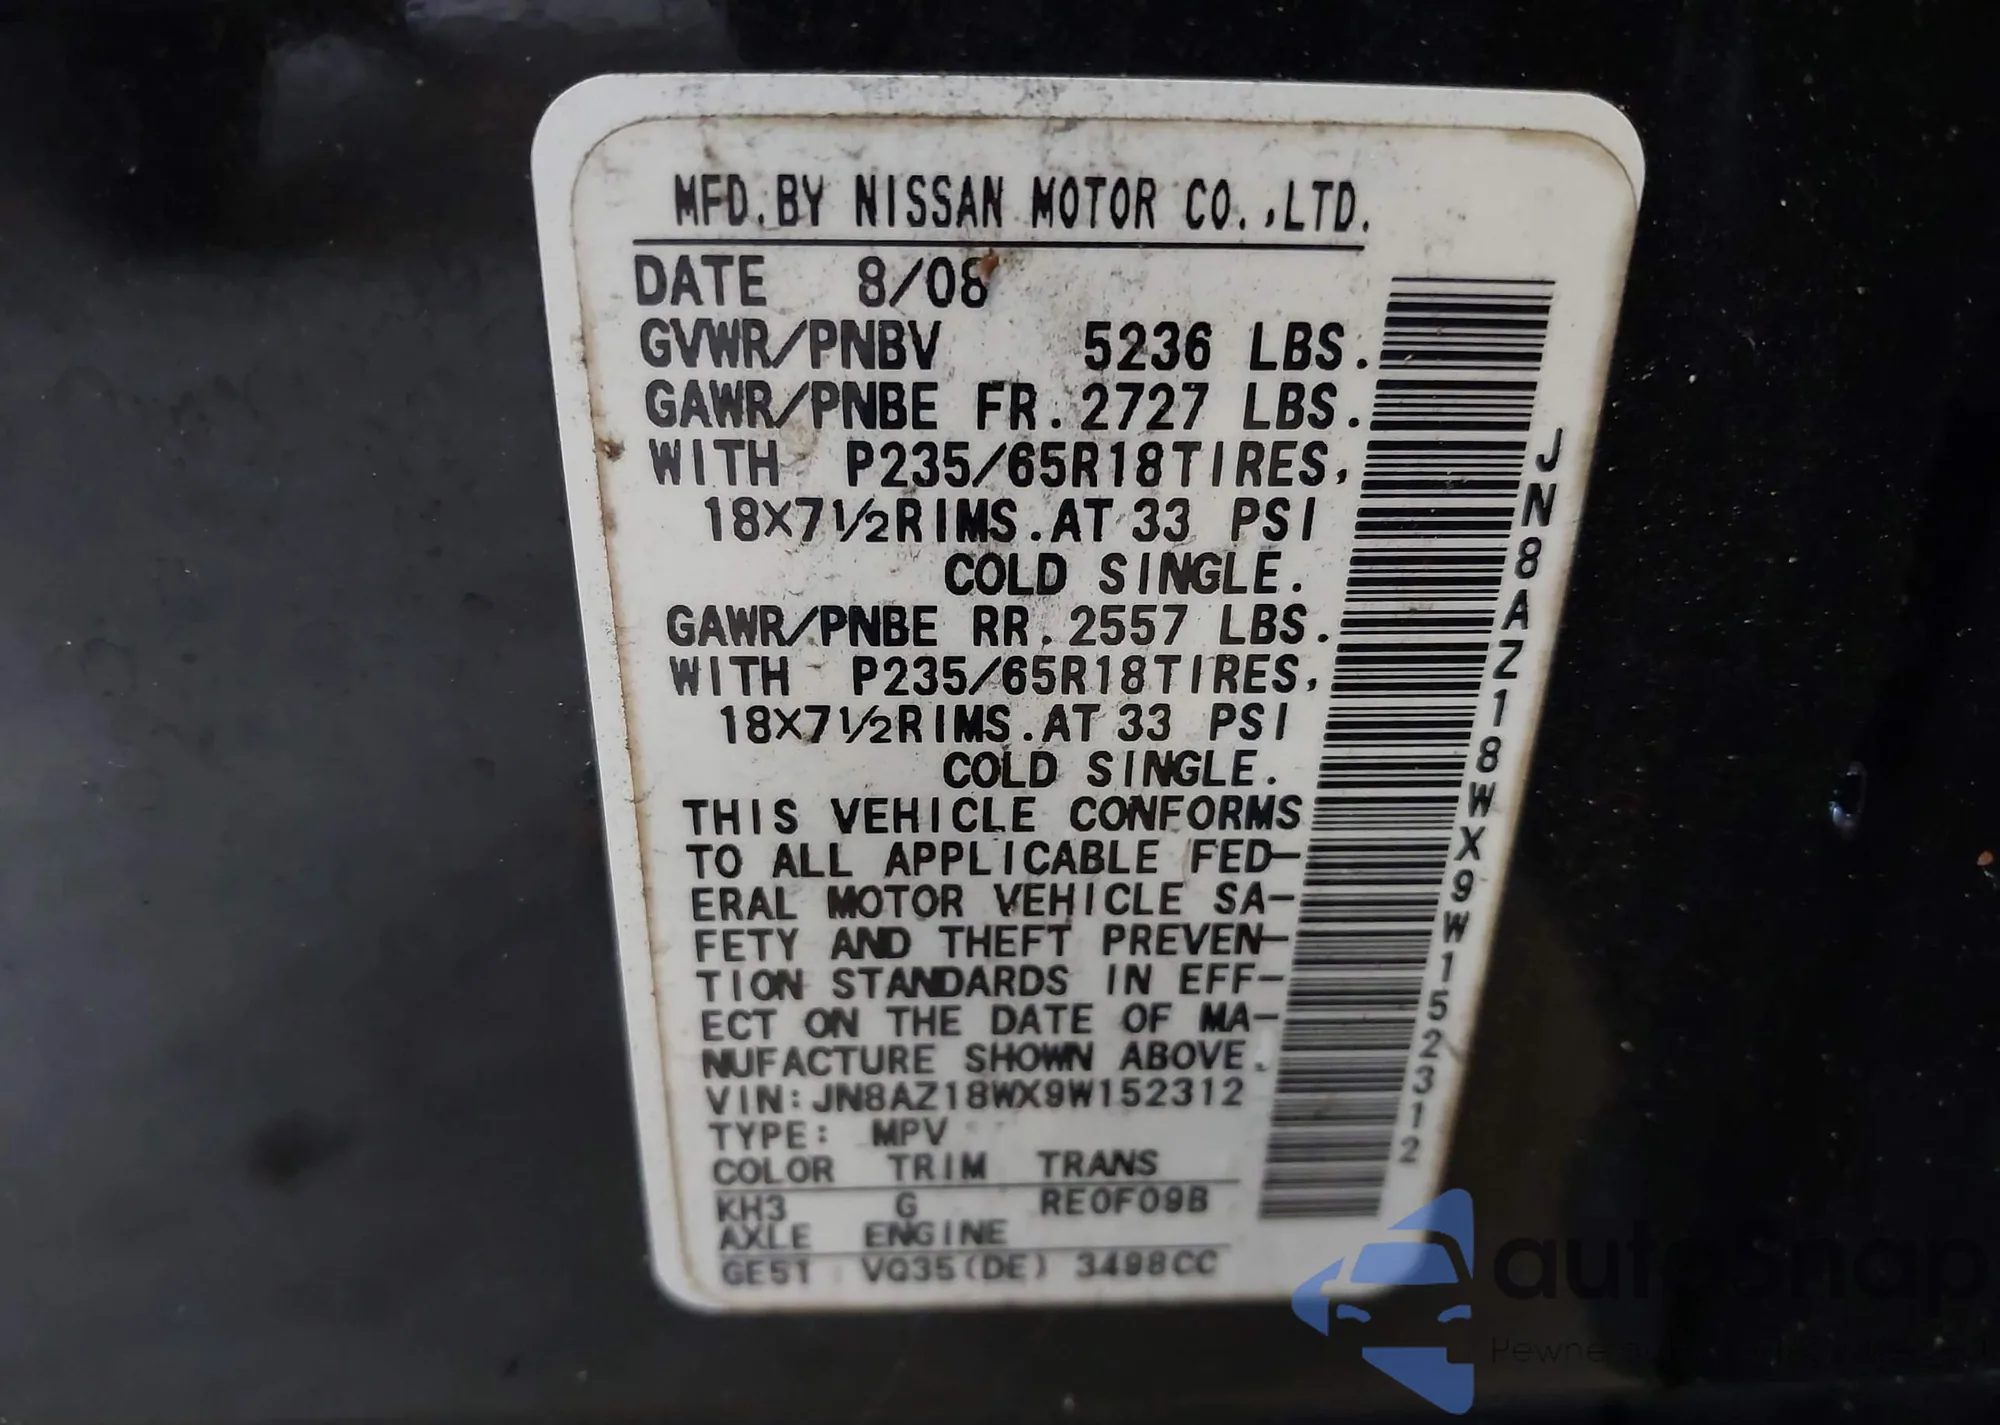 MFD.BY NISSAN MOTOR CO.,LTD.
DATE 8/08
GVWR/PNBV 5236 LBS.
GAWR/PNBE FR.2727 LBS.
WITH P235/65R18TIRES,
18X7½RIMS.AT 33 PSI
COLD SINGLE.
GAWR/PNBE RR.2557 LBS.
WITH P235/65R18TIRES,
18X7½RIMS.AT 33 PSI
COLD SINGLE.
THIS VEHICLE CONFORMS
TO ALL APPLICABLE FED-
ERAL MOTOR VEHICLE SA-
FETY AND THEFT PREVEN-
TION STANDARDS IN EFF-
ECT ON THE DATE OF MA-
NUFACTURE SHOWN ABOVE.
VIN:JN8AZ18WX9W152312
TYPE: MPV
COLOR TRIM TRANS
KH3 G RE0F09B
AXLE ENGINE
GE51 VQ35(DE) 3498CC
JN8AZ18WX9W152312
autosnap
Pewne